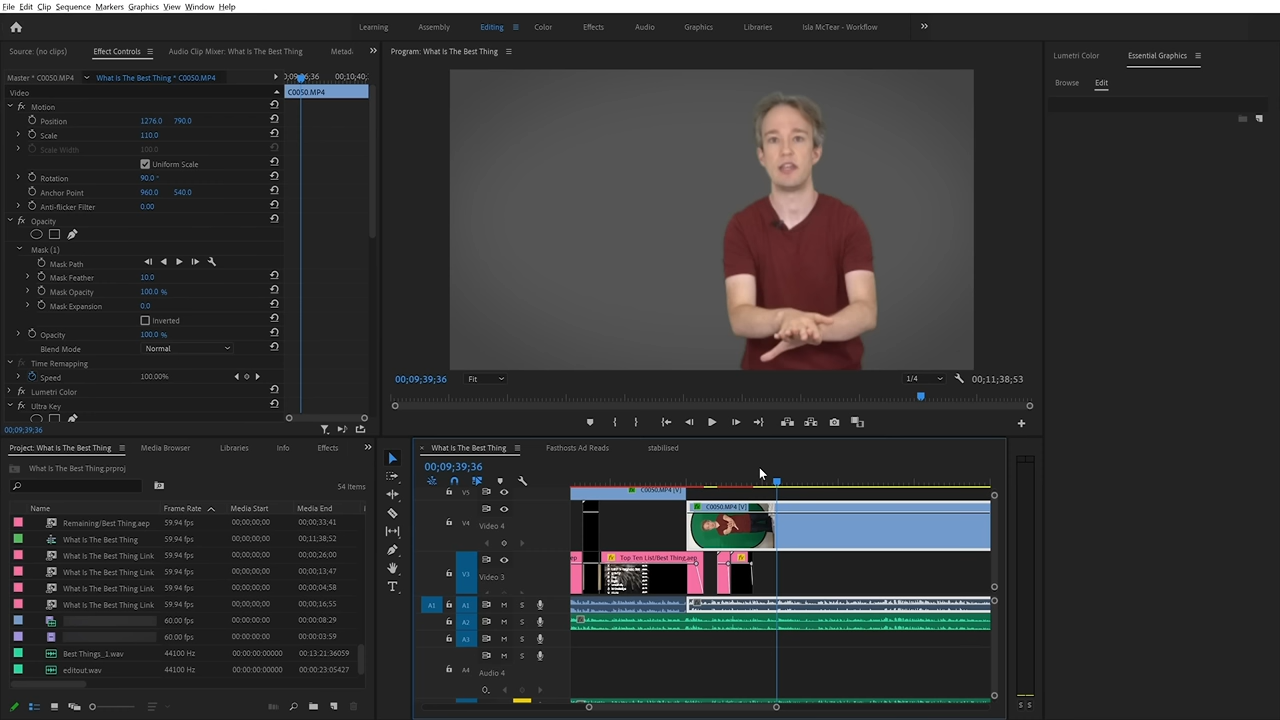 File Edit Clip Sequence Markers Graphics View Window Help
Learning Assembly Editing Color Effects Audio Graphics Libraries Isla McTear - Workflow
Source: (no clips) Effect Controls Audio Clip Mixer: What Is The Best Thing Metad
Program: What Is The Best Thing
Lumetri Color Essential Graphics
Browse Edit
Master * C0050.MP4 What Is The Best Thing * C0050.MP4 00;10;40;
Video C0050.MP4
fx Motion
Position 1276.0 790.0
Scale 110.0
Scale Width 100.0
Uniform Scale
Rotation 90.0 °
Anchor Point 960.0 540.0
Anti-flicker Filter 0.00
fx Opacity
Mask (1)
Mask Path
Mask Feather 10.0
Mask Opacity 100.0 %
Mask Expansion 0.0
Inverted
Opacity 100.0 %
Blend Mode Normal
fx Time Remapping
Speed 100.00%
fx Lumetri Color
fx Ultra Key
00;09;39;36
00;09;39;36 Fit 1/4 00;11;38;53
Project: What Is The Best Thing Media Browser Libraries Info Effects
What Is The Best Thing.prproj
54 Items
Name Frame Rate Media Start Media End
Remaining/Best Thing.aep 59.94 fps 00;00;00;00 00;00;33;41
What Is The Best Thing 59.94 fps 00;00;00;00 00;11;38;52
What Is The Best Thing Link 59.94 fps 00;00;00;00 00;00;26;00
What Is The Best Thing Link 59.94 fps 00;00;00;00 00;00;13;47
What Is The Best Thing Link 59.94 fps 00;00;00;00 00;00;04;58
What Is The Best Thing Link 59.94 fps 00;00;00;00 00;00;16;55
60.00 fps 00:00:00:00 00:00:08:29
60.00 fps 00:00:00:00 00:00:03:59
Best Things_1.wav 44100 Hz 00:00:00:00000 00:13:21:36059
editout.wav 44100 Hz 00:00:00:00000 00:00:23:05427
What Is The Best Thing Fasthosts Ad Reads stabilised
00;09;39;36
V5 C0050.MP4 [V]
V4 Video 4 C0050.MP4 [V]
V3 Video 3 ep Top Ten List/Best Thing.aep fx
A1 A1 M S
A2 M S
A3 M S
M S
A4 Audio 4
S S